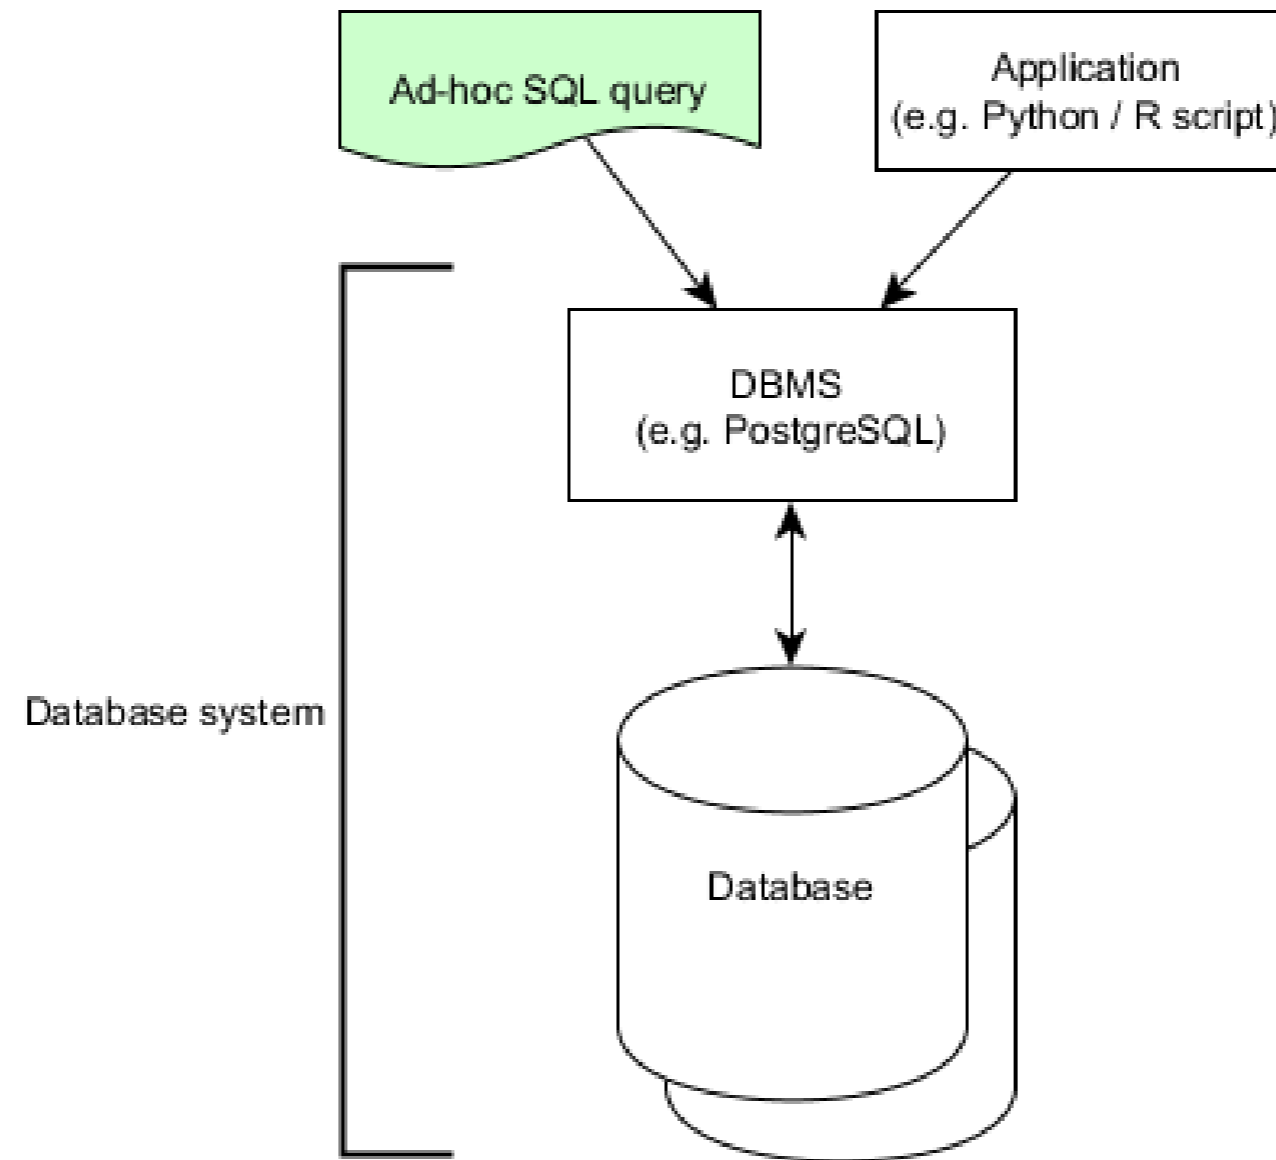 Ad-hoc SQL query
Application
(e.g. Python / R script)
DBMS
(e.g. PostgreSQL)
Database system
Database